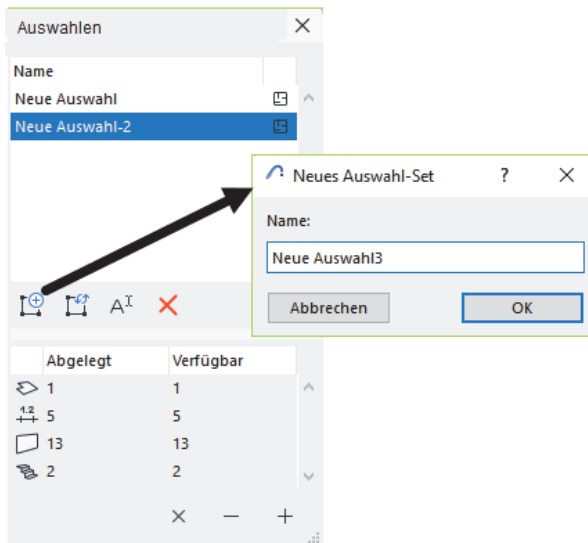 Auswahlen
Name
Neue Auswahl
Neue Auswahl-2
Neues Auswahl-Set ?
Name:
Neue Auswahl3
Abbrechen OK
Abgelegt Verfügbar
1 1
1.2 5 5
13 13
2 2